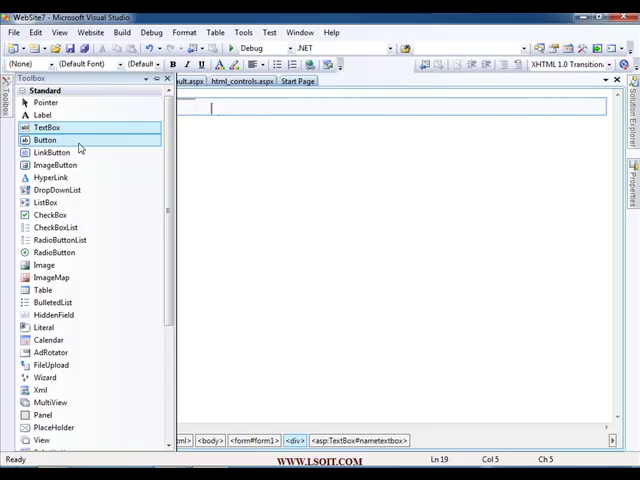 WebSite7 - Microsoft Visual Studio
File Edit View Website Build Debug Format Table Tools Test Window Help
Debug .NET
(None) (Default Font) (Default B I U A XHTML 1.0 Transition
Toolbox
ult.aspx html_controls.aspx Start Page
Toolbox
Solution Explorer
Properties
Standard
Pointer
Label
TextBox
Button
LinkButton
ImageButton
HyperLink
DropDownList
ListBox
CheckBox
CheckBoxList
RadioButtonList
RadioButton
Image
ImageMap
Table
BulletedList
HiddenField
Literal
Calendar
AdRotator
FileUpload
Wizard
Xml
MultiView
Panel
PlaceHolder
View
tml> <body> <form#form1> <div> <asp:TextBox#nametextbox>
Ready Ln 19 Col 5 Ch 5
WWW.LSOIT.COM